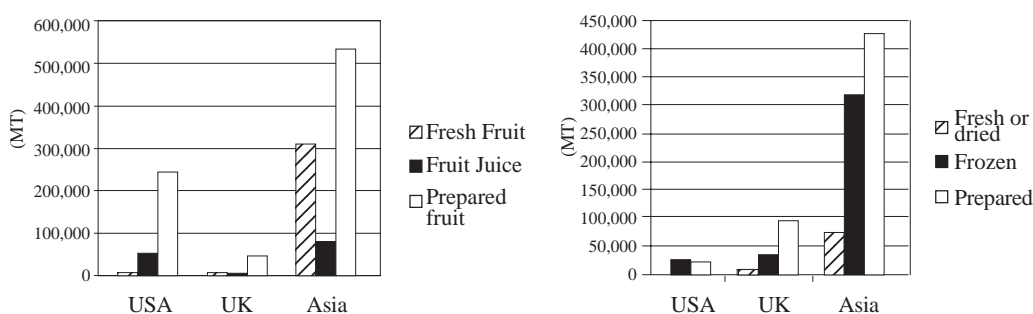 600,000
500,000
400,000
300,000
200,000
100,000
0
(MT)
USA
UK
Asia
Fresh Fruit
Fruit Juice
Prepared
fruit
450,000
400,000
350,000
300,000
250,000
200,000
150,000
100,000
50,000
0
(MT)
USA
UK
Asia
Fresh or
dried
Frozen
Prepared